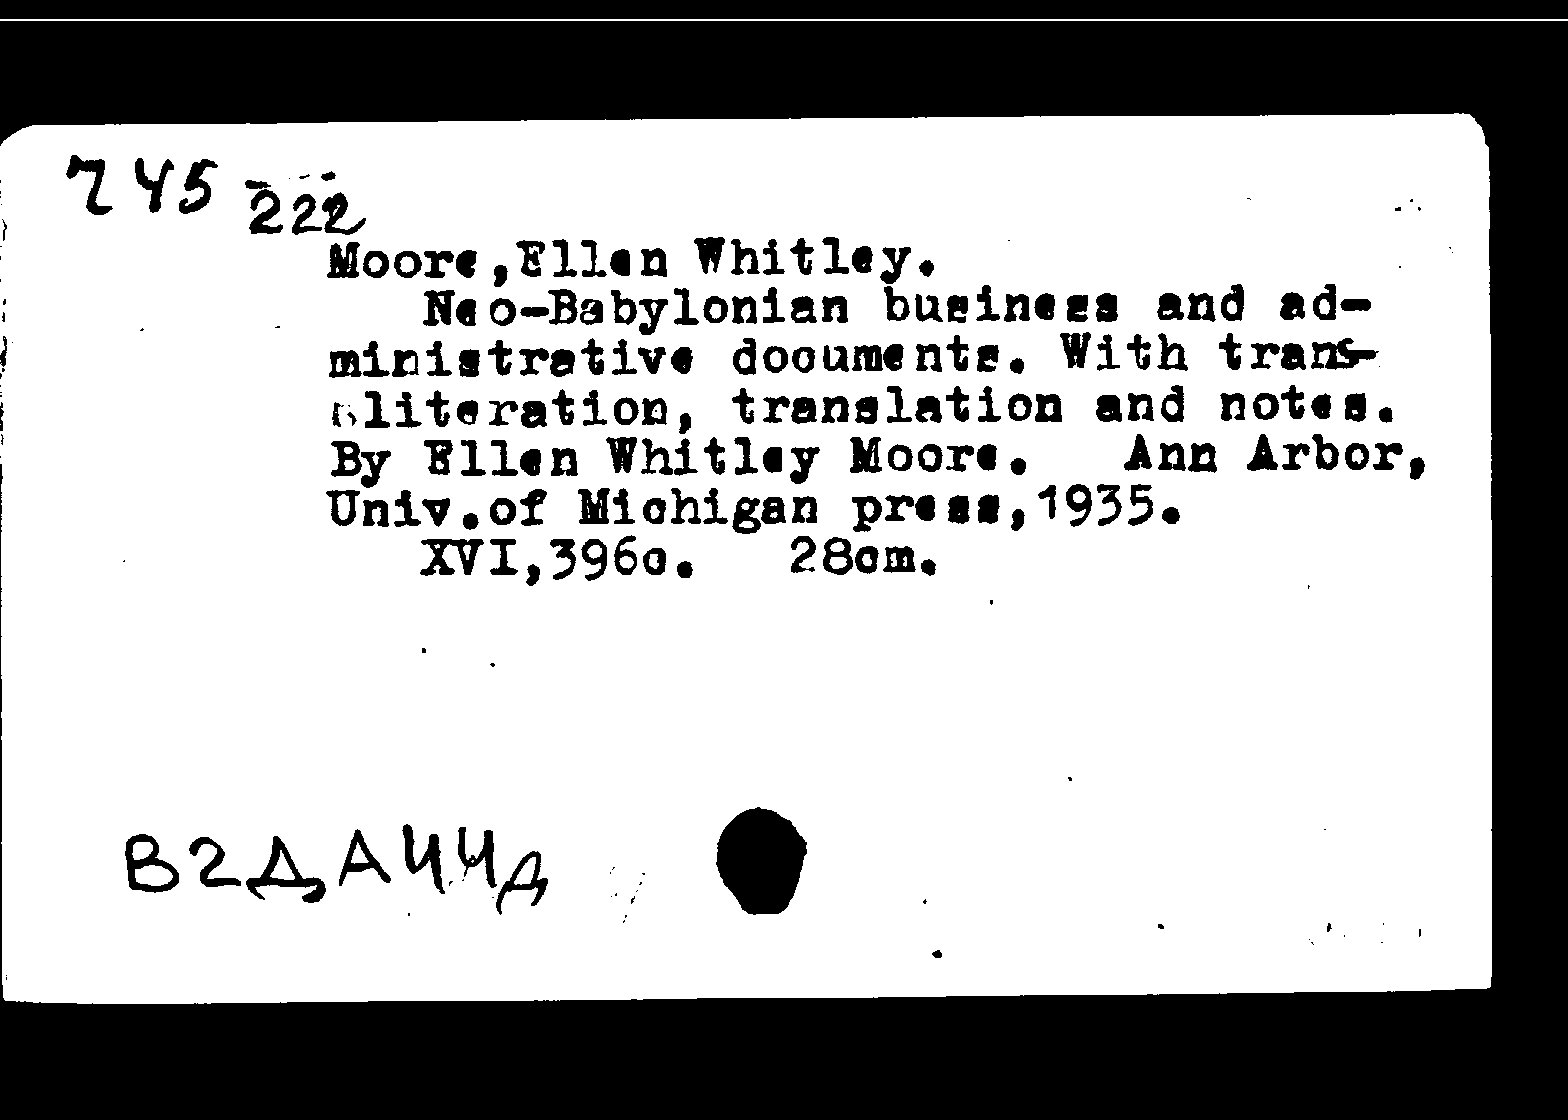 745 222
Moore,Ellen Whitley.
Neo-Babylonian business and ad-
ministrative documents. With trans-
literation, translation and notes.
By Ellen Whitley Moore. Ann Arbor,
Univ.of Michigan press,1935.
XVI,396c. 28cm.
В2ДА44д